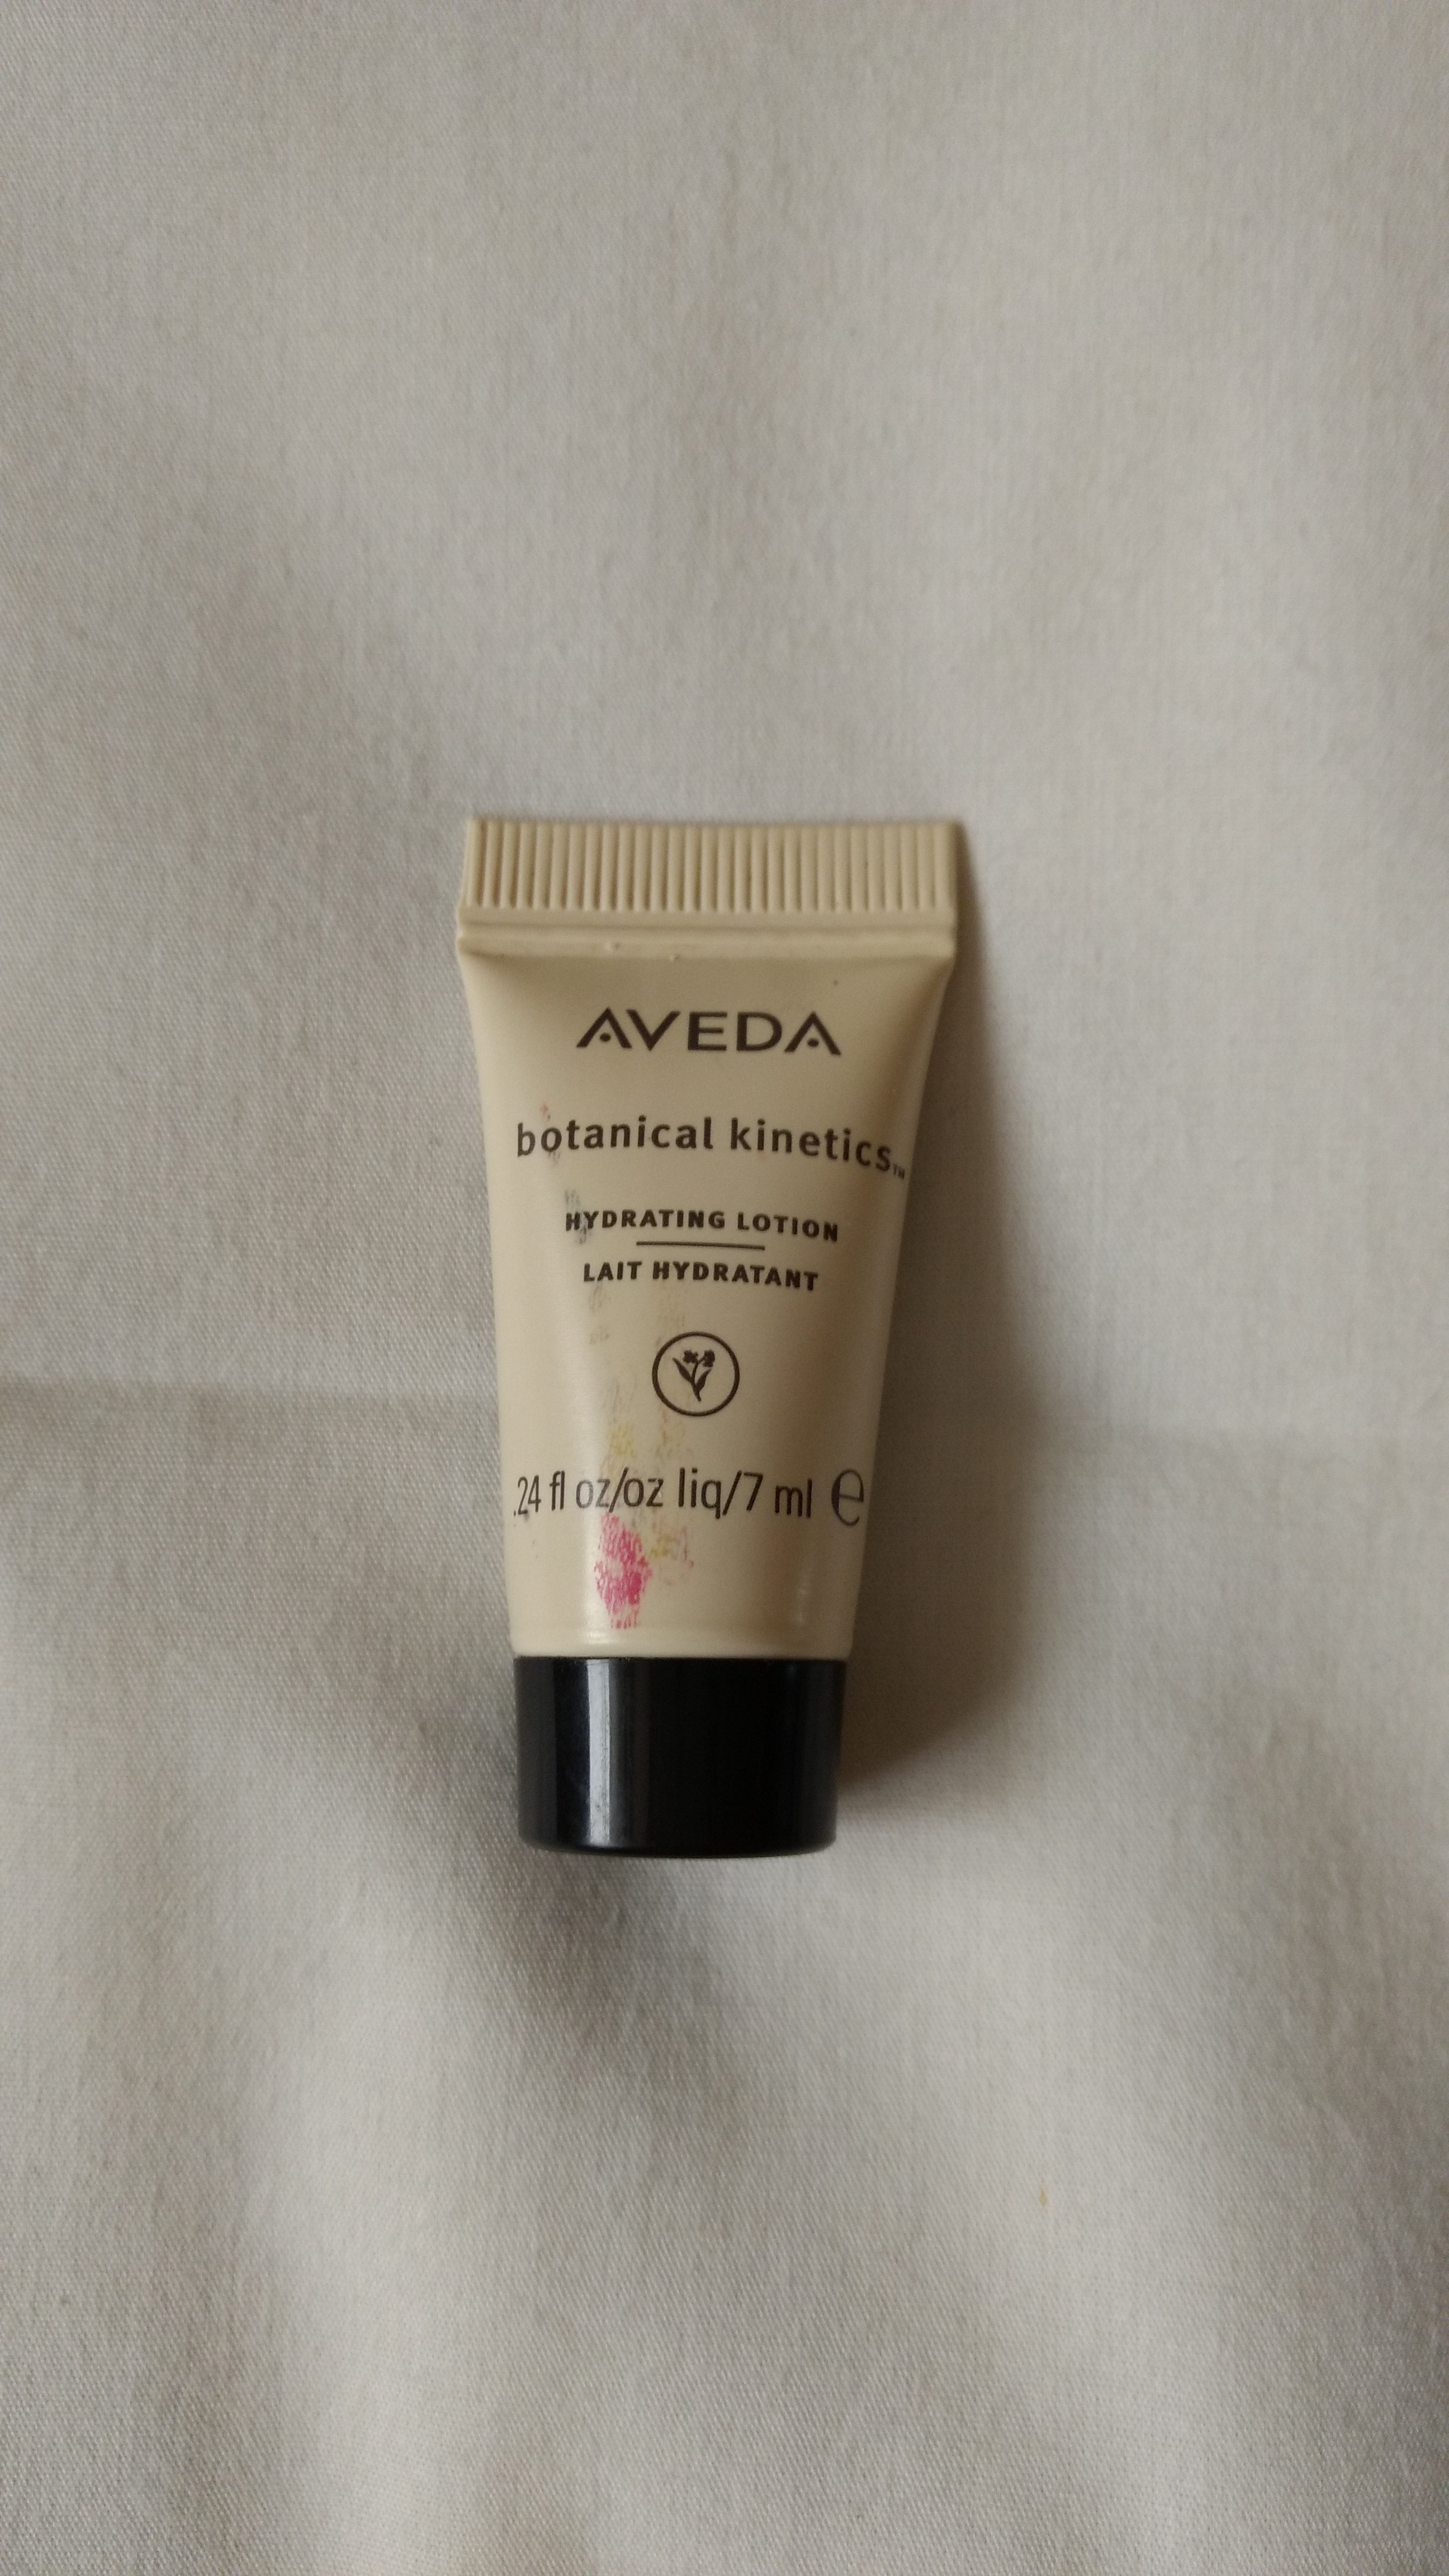 AVEDA
botanical kinetics™
HYDRATING LOTION
LAIT HYDRATANT
.24 fl oz/oz liq/7 ml ℮